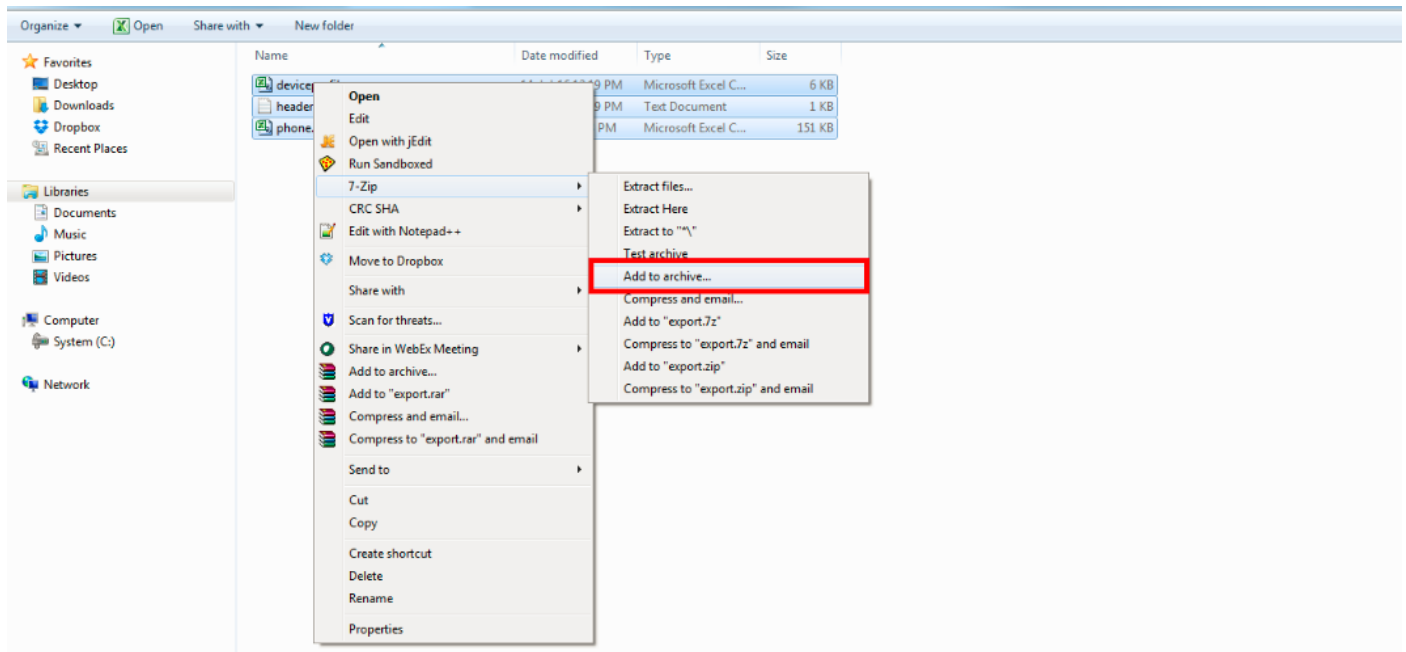 Organize Open Share with New folder
Favorites
Desktop
Downloads
Dropbox
Recent Places
Libraries
Documents
Music
Pictures
Videos
Computer
System (C:)
Network
Name Date modified Type Size
9 PM Microsoft Excel C... 6 KB
header 9 PM Text Document 1 KB
phone. PM Microsoft Excel C... 151 KB
Open
Edit
Open with jEdit
Run Sandboxed
7-Zip
CRC SHA
Edit with Notepad++
Move to Dropbox
Share with
Scan for threats...
Share in WebEx Meeting
Add to archive...
Add to "export.rar"
Compress and email...
Compress to "export.rar" and email
Send to
Cut
Copy
Create shortcut
Delete
Rename
Properties
Extract files...
Extract Here
Extract to "*\"
Test archive
Add to archive...
Compress and email...
Add to "export.7z"
Compress to "export.7z" and email
Add to "export.zip"
Compress to "export.zip" and email